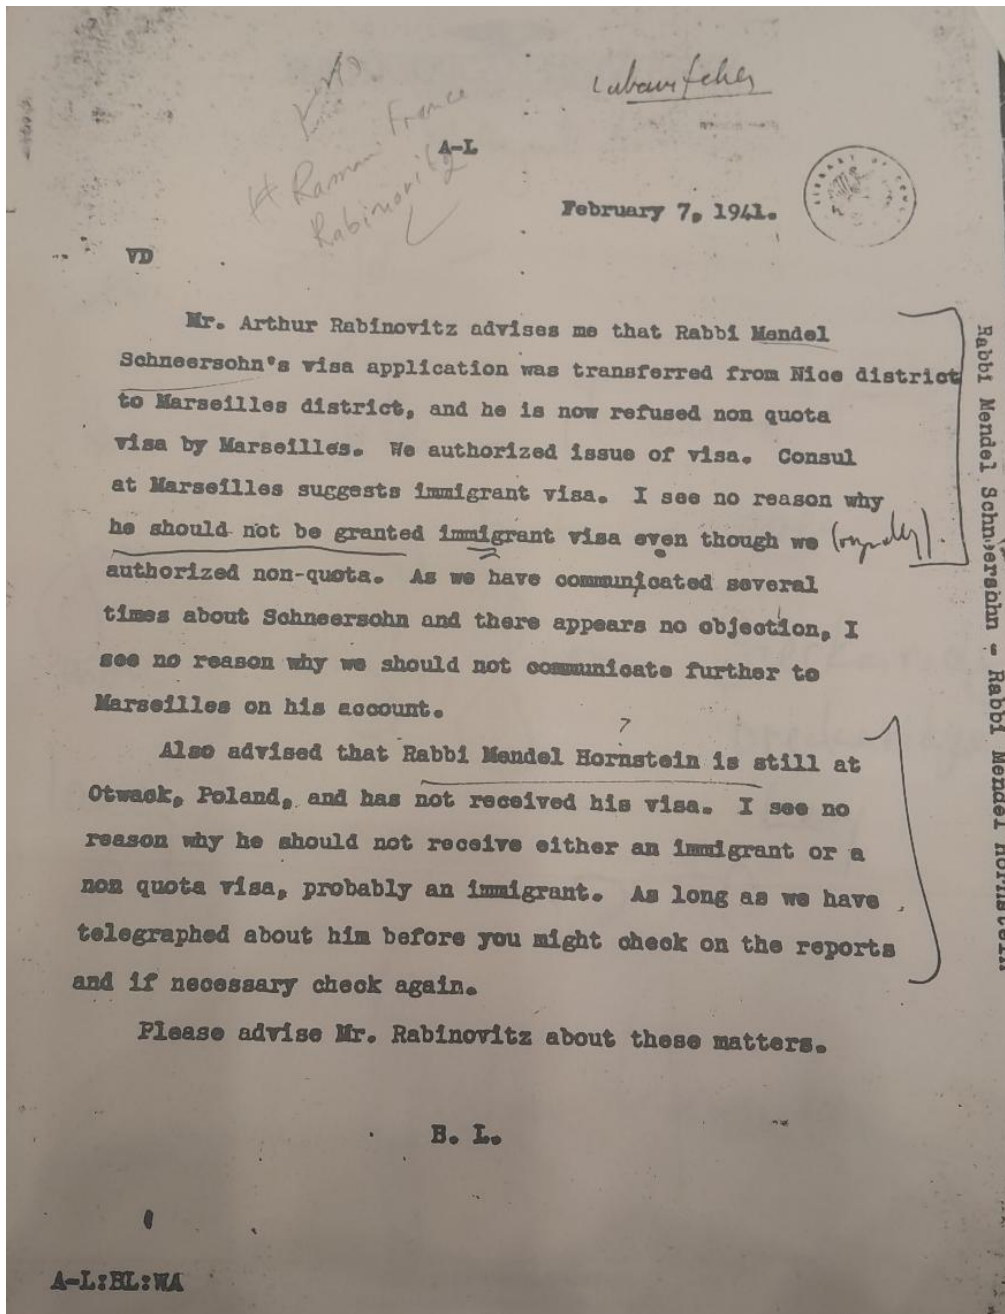 A-L
February 7, 1941.
VD
Mr. Arthur Rabinovitz advises me that Rabbi Mendel
Schneersohn's visa application was transferred from Nice district
to Marseilles district, and he is now refused non quota
visa by Marseilles. We authorized issue of visa. Consul
at Marseilles suggests immigrant visa. I see no reason why
he should not be granted immigrant visa even though we
authorized non-quota. As we have communicated several
times about Schneersohn and there appears no objection, I
see no reason why we should not communicate further to
Marseilles on his account.
?
Also advised that Rabbi Mendel Hornstein is still at
Otwack, Poland, and has not received his visa. I see no
reason why he should not receive either an immigrant or a
non quota visa, probably an immigrant. As long as we have
telegraphed about him before you might check on the reports
and if necessary check again.
Please advise Mr. Rabinovitz about these matters.
B. L.
A-L:BL:WA
Rabbi Mendel Schneersohn - Rabbi Mendel Hornstein
France
Rabinovitz